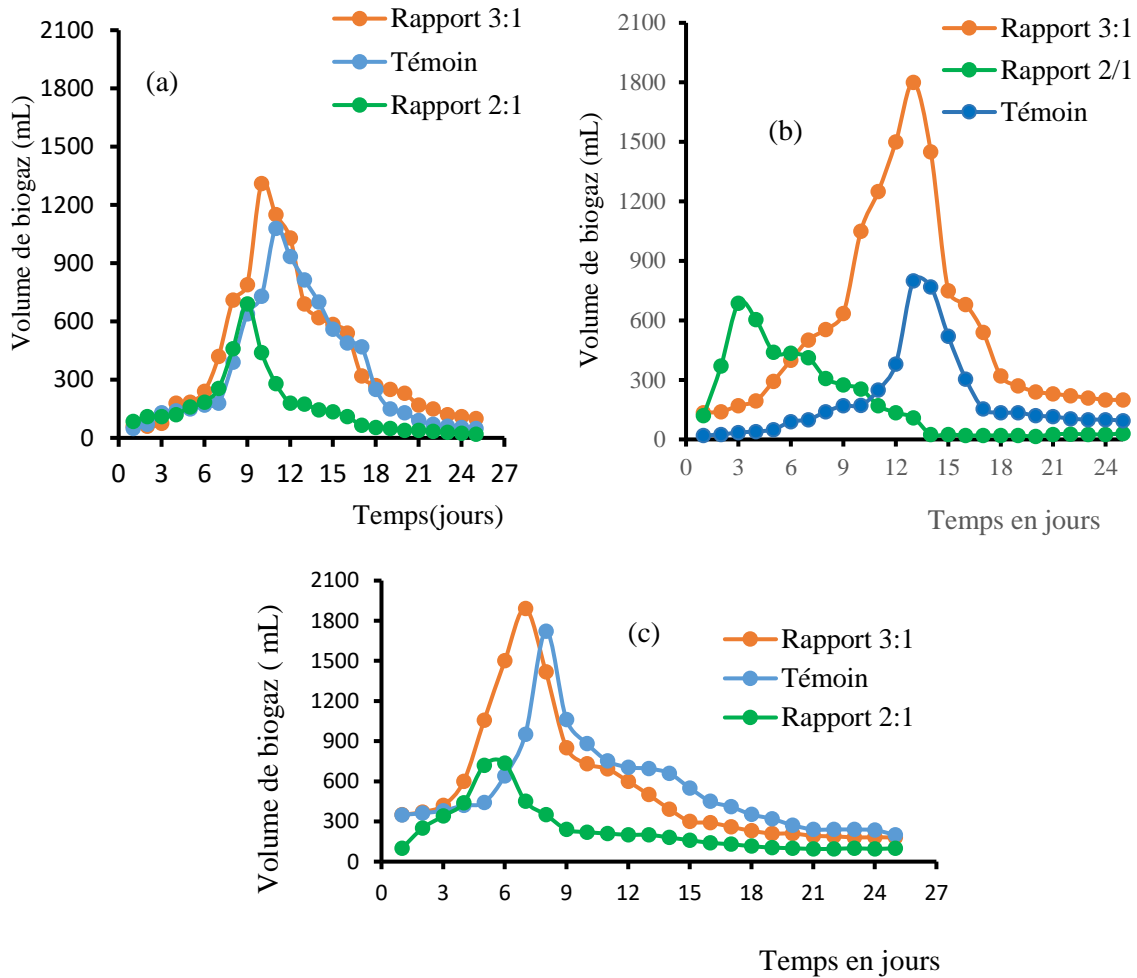 Rapport 3:1
Témoin
Rapport 2:1
(a)
Volume de biogaz (mL)
2100
1800
1500
1200
900
600
300
0
0 3 6 9 12 15 18 21 24 27
Temps(jours)
Rapport 3:1
Rapport 2/1
Témoin
(b)
Volume de biogaz (mL)
2100
1800
1500
1200
900
600
300
0
0 3 6 9 12 15 18 21 24
Temps en jours
(c)
Rapport 3:1
Témoin
Rapport 2:1
Volume de biogaz ( mL)
2100
1800
1500
1200
900
600
300
0
0 3 6 9 12 15 18 21 24 27
Temps en jours